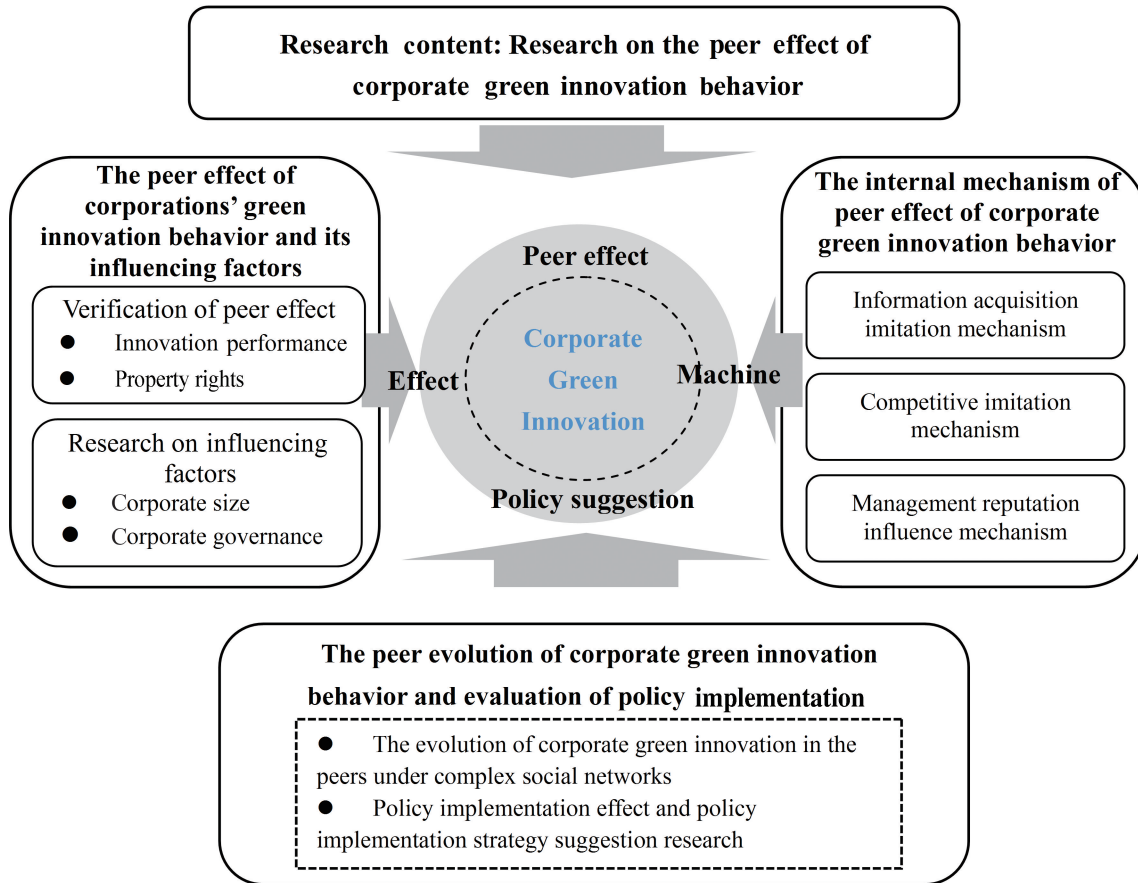 Research content: Research on the peer effect of
corporate green innovation behavior
The peer effect of
corporations’ green
innovation behavior and its
influencing factors
Verification of peer effect
● Innovation performance
● Property rights
Research on influencing
factors
● Corporate size
● Corporate governance
Peer effect
Effect
Corporate
Green
Innovation
Machine
Policy suggestion
The internal mechanism of
peer effect of corporate
green innovation behavior
Information acquisition
imitation mechanism
Competitive imitation
mechanism
Management reputation
influence mechanism
The peer evolution of corporate green innovation
behavior and evaluation of policy implementation
● The evolution of corporate green innovation in the
peers under complex social networks
● Policy implementation effect and policy
implementation strategy suggestion research